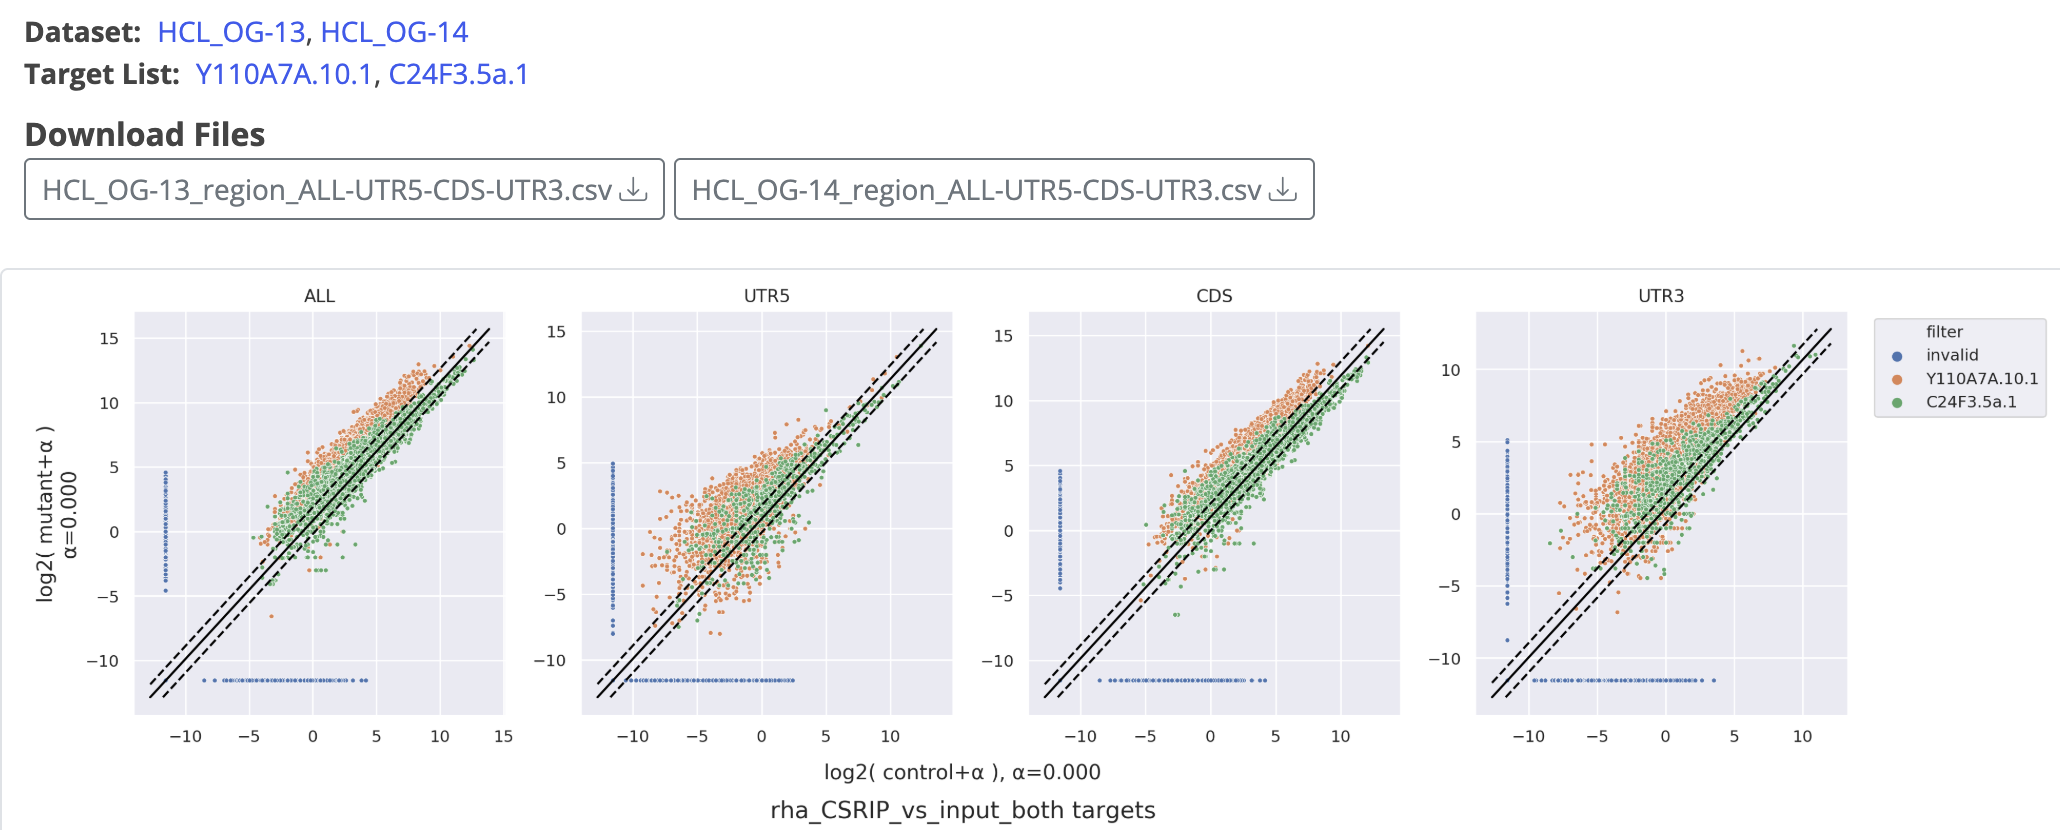 Dataset: HCL_OG-13, HCL_OG-14
Target List: Y110A7A.10.1, C24F3.5a.1
Download Files
HCL_OG-13_region_ALL-UTR5-CDS-UTR3.csv
HCL_OG-14_region_ALL-UTR5-CDS-UTR3.csv
ALL
UTR5
CDS
UTR3
log2( mutant+α )
α=0.000
15
10
5
0
−5
−10
−10 −5 0 5 10 15
15
10
5
0
−5
−10
−10 −5 0 5 10
15
10
5
0
−5
−10
−10 −5 0 5 10
10
5
0
−5
−10
−10 −5 0 5 10
filter
invalid
Y110A7A.10.1
C24F3.5a.1
log2( control+α ), α=0.000
rha_CSRIP_vs_input_both targets